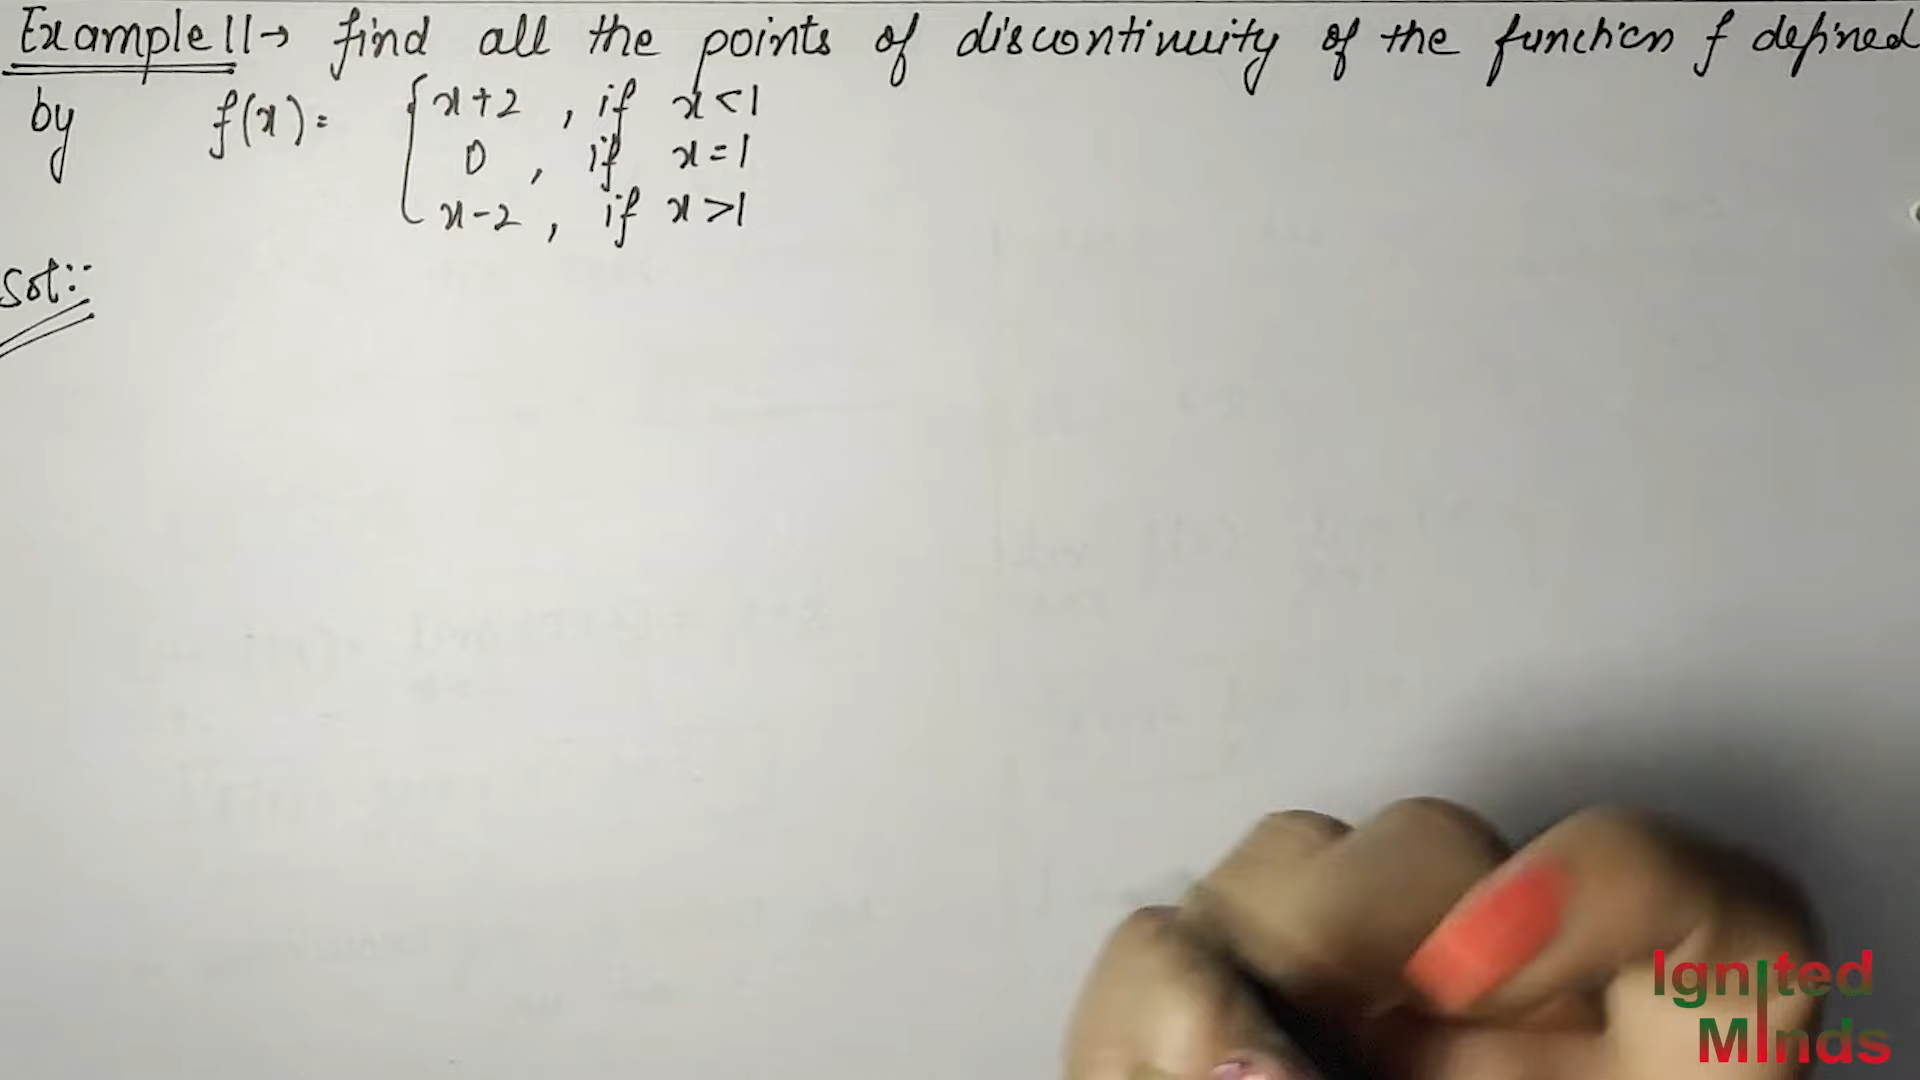 Example 11→ find all the points of discontinuity of the function f defined
by f(x)= { x+2 , if x<1
0 , if x=1
x-2 , if x>1
Sol:-
Ignited
Minds